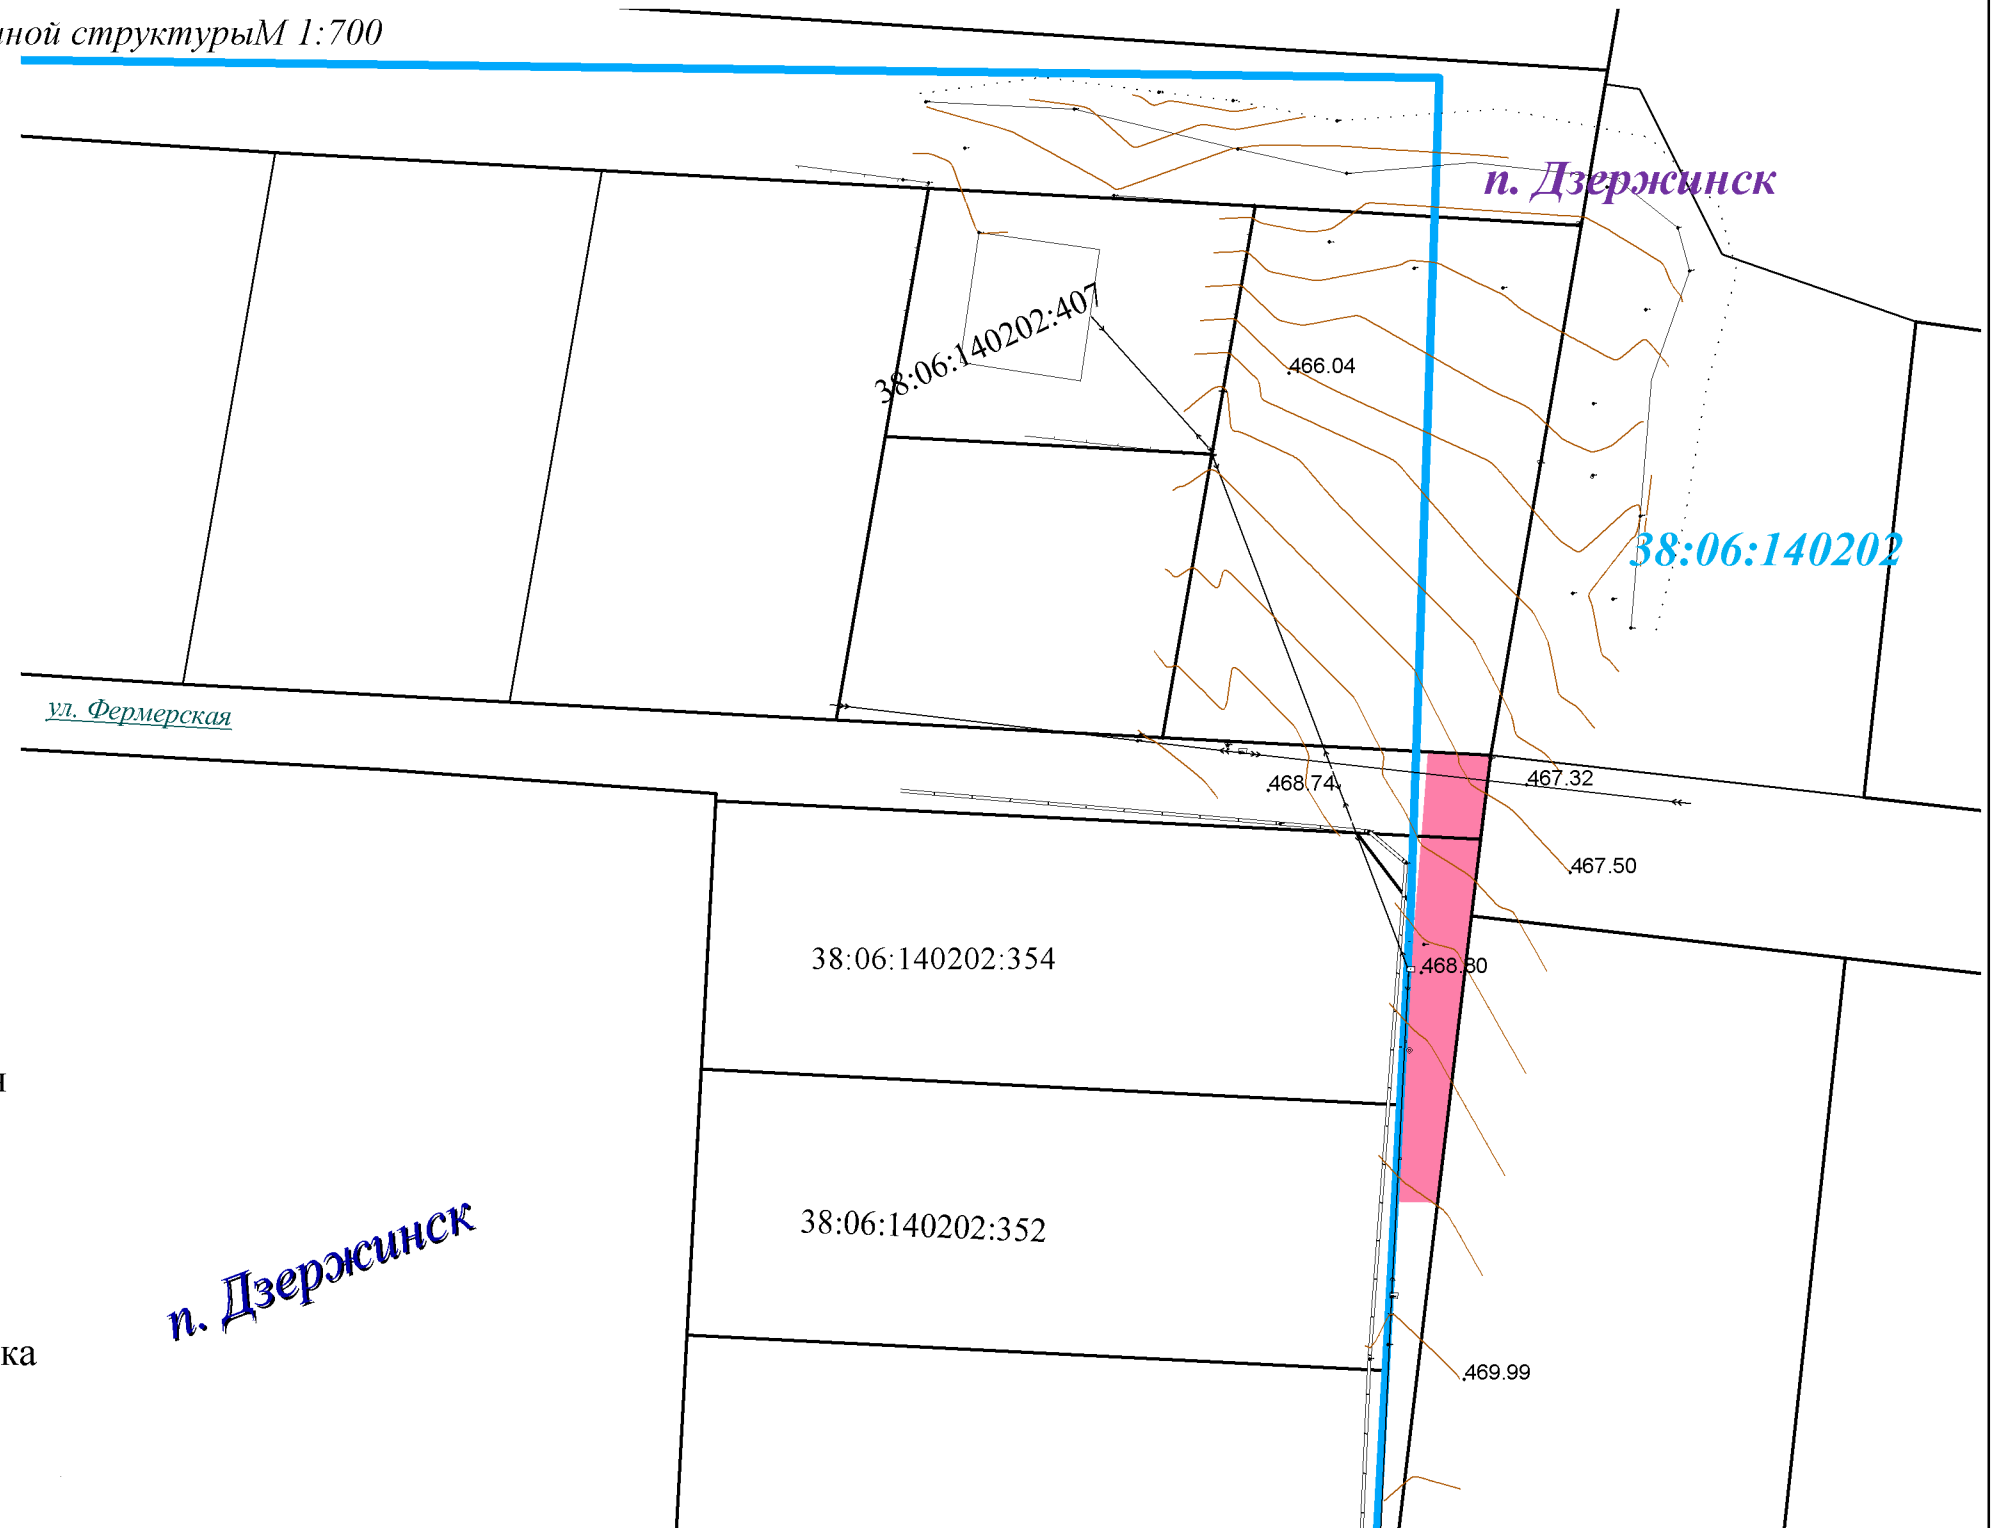 ной структурыМ 1:700
п. Дзержинск
38:06:140202:407
466.04
38:06:140202
ул. Фермерская
468.74
467.32
467.50
38:06:140202:354
468.80
я
38:06:140202:352
п. Дзержинск
ка
469.99